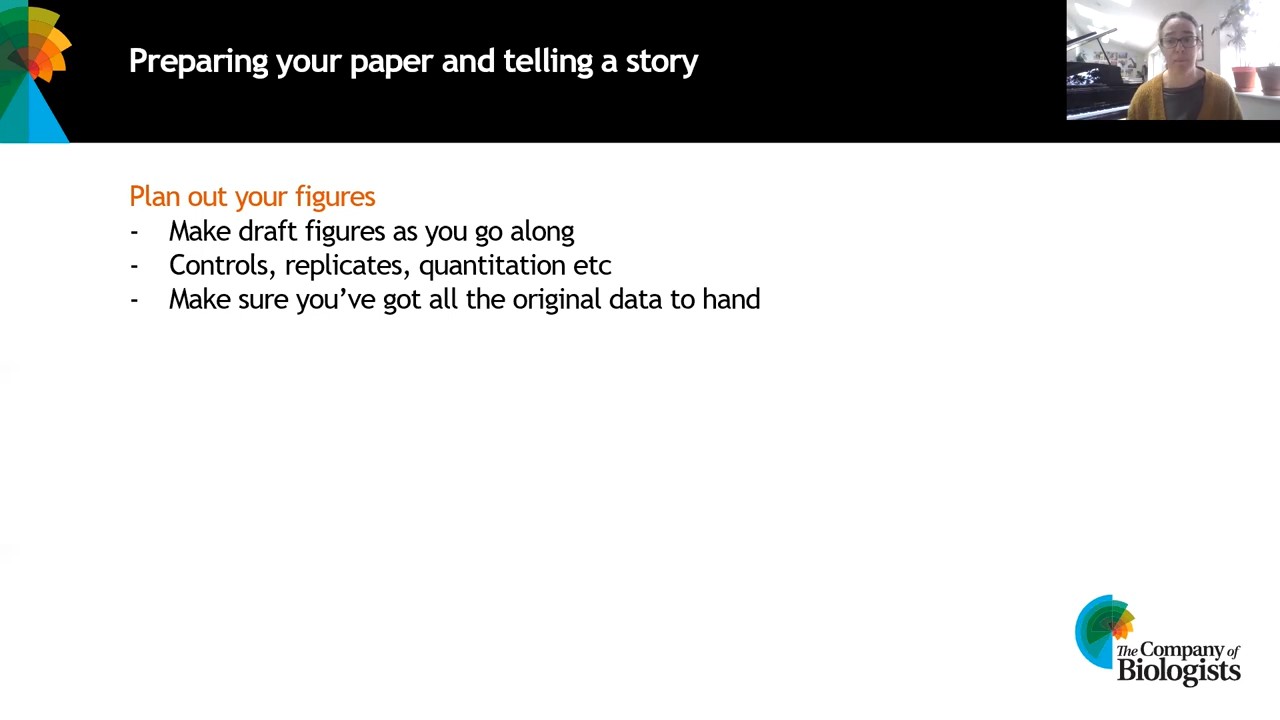 Preparing your paper and telling a story
Plan out your figures
- Make draft figures as you go along
- Controls, replicates, quantitation etc
- Make sure you’ve got all the original data to hand
The Company of
Biologists